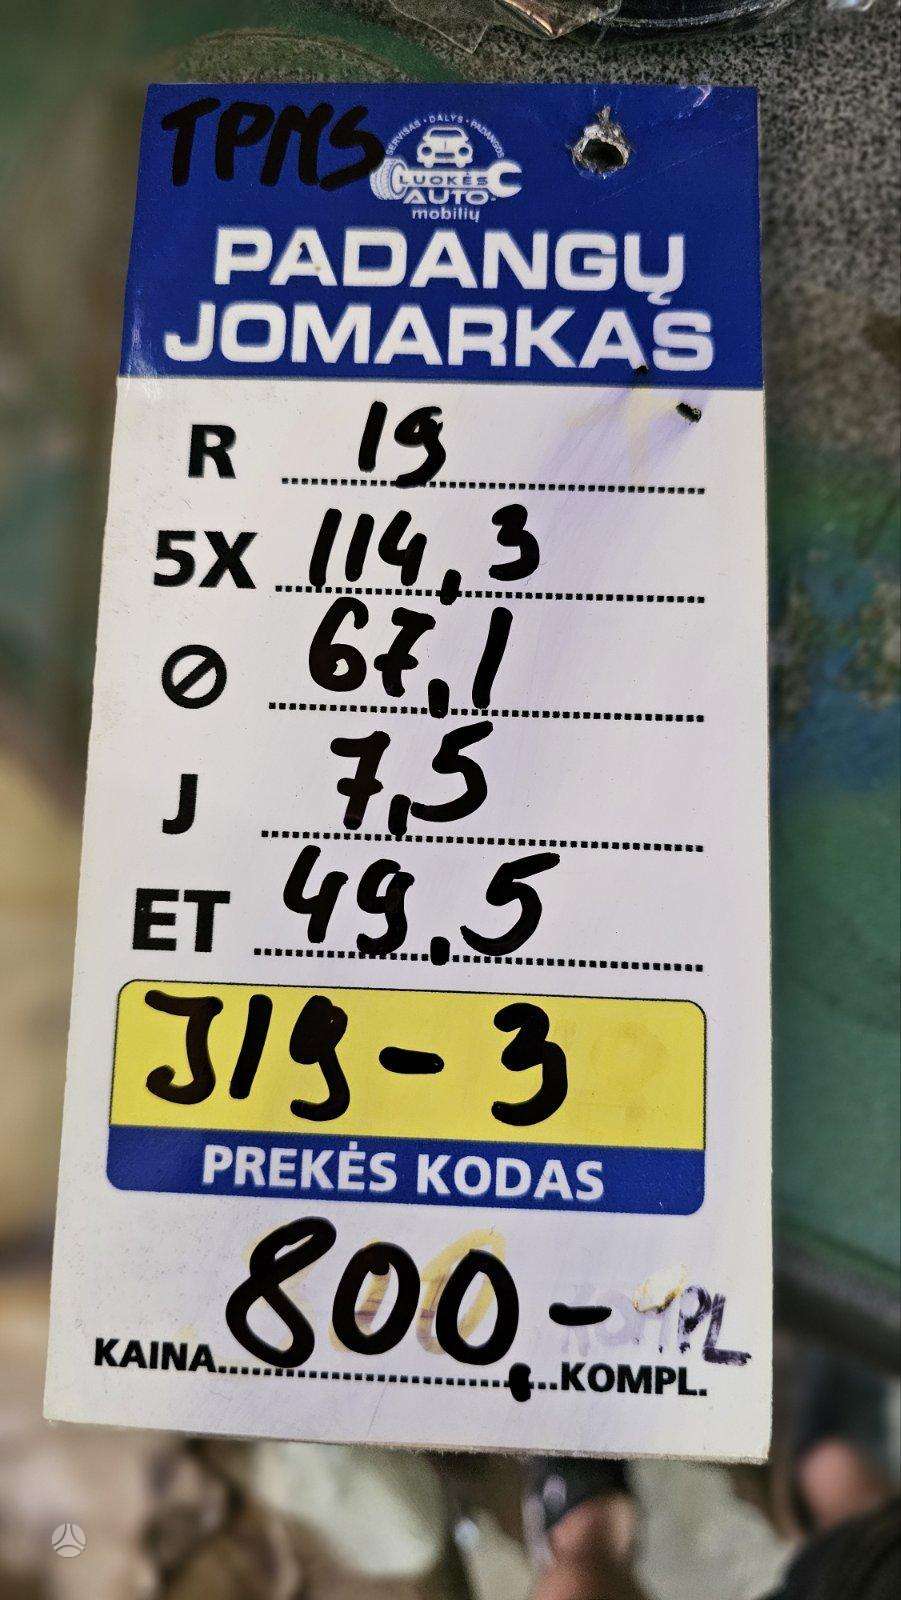 TPMS
SERVISAS · DALYS · PADANGOS
LUOKĖS
AUTO
mobilių
PADANGŲ
JOMARKAS
R 19
5X 114,3
Ø 67,1
J 7,5
ET 49,5
J19-3
PREKĖS KODAS
KAINA 800,- KOMPL.